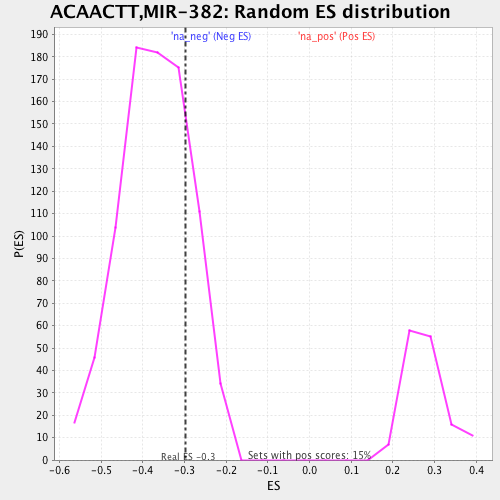 ACAACTT,MIR-382: Random ES distribution
'na_neg' (Neg ES)
'na_pos' (Pos ES)
190
180
170
160
150
140
130
120
110
100
90
80
70
60
50
40
30
20
10
0
P(ES)
Real ES -0.3
Sets with pos scores: 15%
-0.6 -0.5 -0.4 -0.3 -0.2 -0.1 0.0 0.1 0.2 0.3 0.4
ES